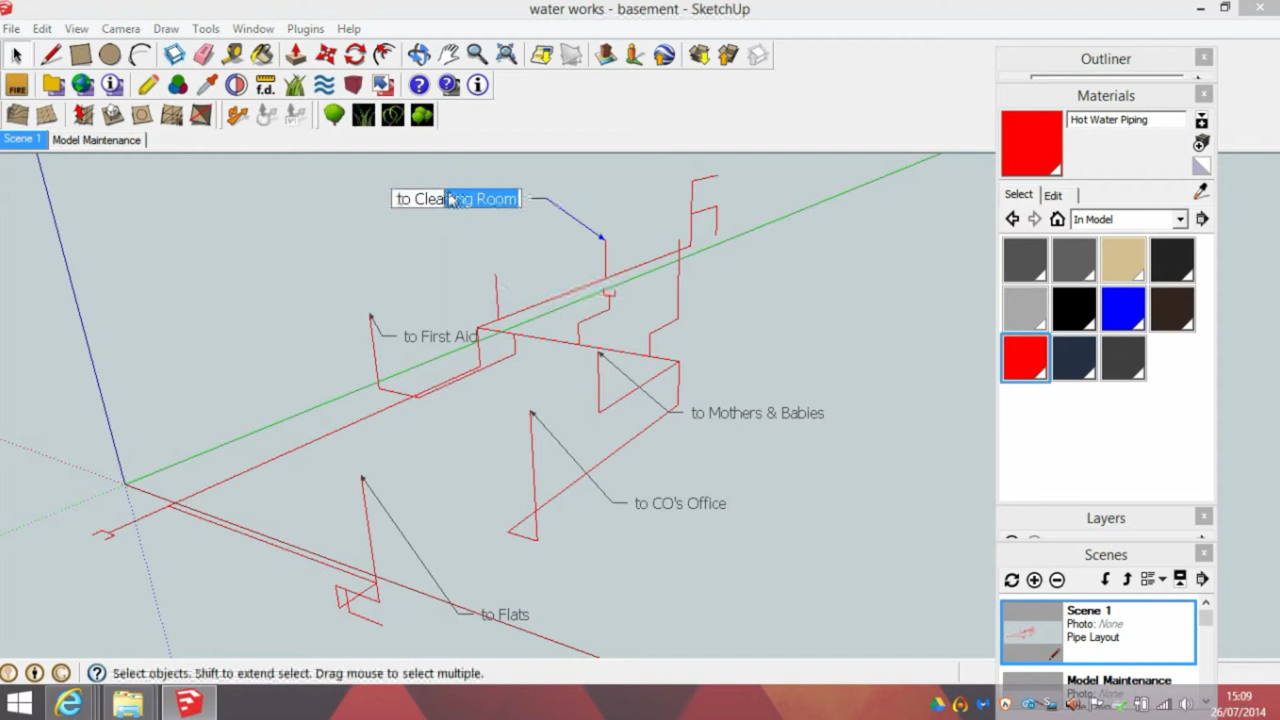 water works - basement - SketchUp
File Edit View Camera Draw Tools Window Plugins Help
FIRE
f.d.
Scene 1 Model Maintenance
to Cleaning Room
to First Aid
to Mothers & Babies
to CO's Office
to Flats
Outliner
Materials
Hot Water Piping
Select Edit
In Model
Layers
Scenes
Scene 1
Photo: None
Pipe Layout
Model Maintenance
Select objects. Shift to extend select. Drag mouse to select multiple.
15:09
26/07/2014